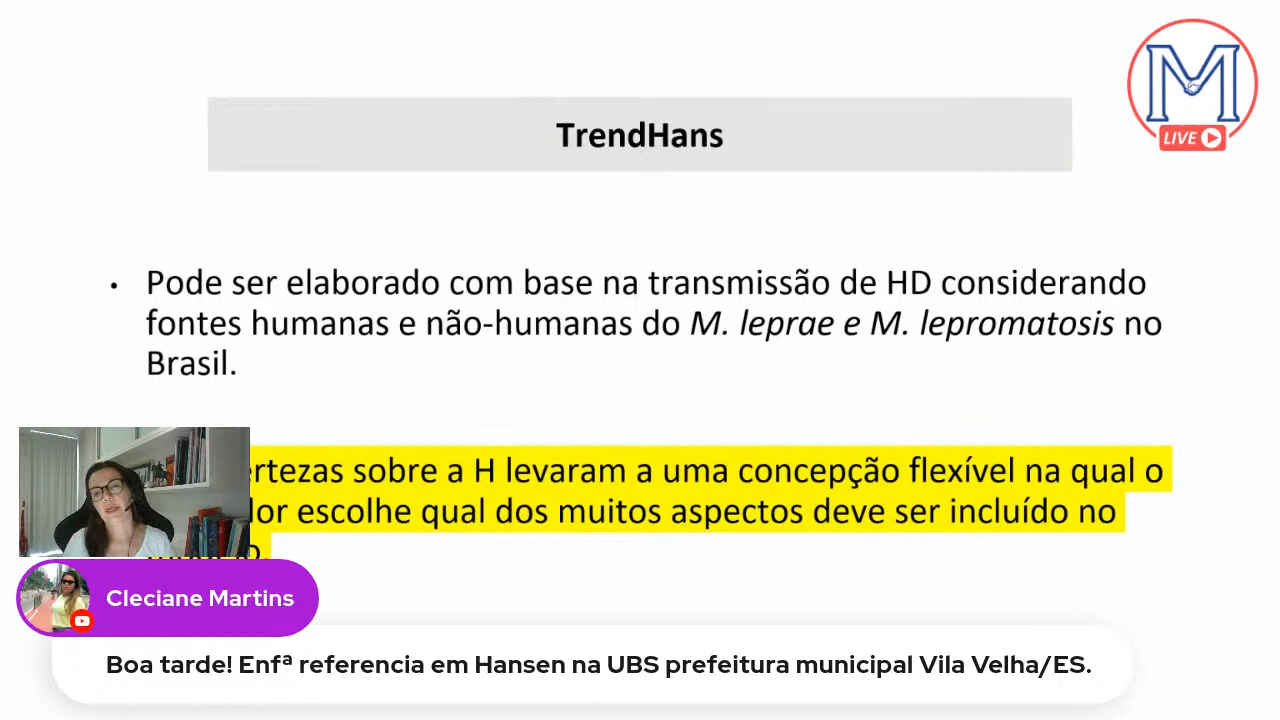 M
LIVE
TrendHans
• Pode ser elaborado com base na transmissão de HD considerando
fontes humanas e não-humanas do M. leprae e M. lepromatosis no
Brasil.
sobre a H levaram a uma concepção flexível na qual o
escolhe qual dos muitos aspectos deve ser incluído no
Cleciane Martins
Boa tarde! Enfª referencia em Hansen na UBS prefeitura municipal Vila Velha/ES.